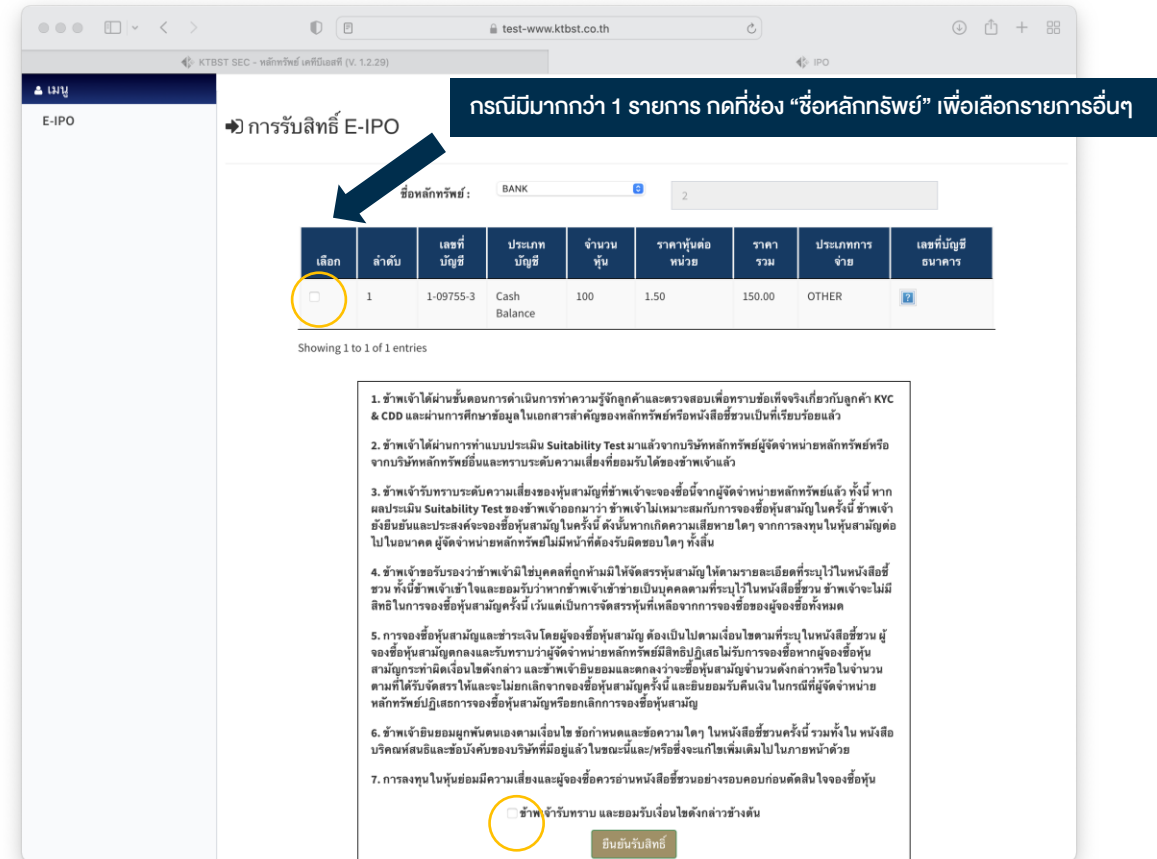 test-www.ktbst.co.th
KTBST SEC - หลักทรัพย์ เคทีบีเอสที (V. 1.2.29)
IPO
เมนู
E-IPO
กรณีมีมากกว่า 1 รายการ กดที่ช่อง “ชื่อหลักทรัพย์” เพื่อเลือกรายการอื่นๆ
การรับสิทธิ์ E-IPO
ชื่อหลักทรัพย์ : BANK 2
เลือก ลำดับ เลขที่บัญชี ประเภทบัญชี จำนวนหุ้น ราคาหุ้นต่อหน่วย ราคารวม ประเภทการจ่าย เลขที่บัญชีธนาคาร
1 1-09755-3 Cash Balance 100 1.50 150.00 OTHER ?
Showing 1 to 1 of 1 entries
1. ข้าพเจ้าได้ผ่านขั้นตอนการดำเนินการทำความรู้จักลูกค้าและตรวจสอบเพื่อทราบข้อเท็จจริงเกี่ยวกับลูกค้า KYC
& CDD และผ่านการศึกษาข้อมูลในเอกสารสำคัญของหลักทรัพย์หรือหนังสือชี้ชวนเป็นที่เรียบร้อยแล้ว
2. ข้าพเจ้าได้ผ่านการทำแบบประเมิน Suitability Test มาแล้วจากบริษัทหลักทรัพย์ผู้จัดจำหน่ายหลักทรัพย์หรือ
จากบริษัทหลักทรัพย์อื่นและทราบระดับความเสี่ยงที่ยอมรับได้ของข้าพเจ้าแล้ว
3. ข้าพเจ้ารับทราบระดับความเสี่ยงของหุ้นสามัญที่ข้าพเจ้าจะจองซื้อนี้จากผู้จัดจำหน่ายหลักทรัพย์แล้ว ทั้งนี้ หาก
ผลประเมิน Suitability Test ของข้าพเจ้าออกมาว่า ข้าพเจ้าไม่เหมาะสมกับการจองซื้อหุ้นสามัญในครั้งนี้ ข้าพเจ้า
ยังยืนยันและประสงค์จะจองซื้อหุ้นสามัญในครั้งนี้ ดังนั้นหากเกิดความเสียหายใดๆ จากการลงทุนในหุ้นสามัญต่อ
ไปในอนาคต ผู้จัดจำหน่ายหลักทรัพย์ไม่มีหน้าที่ต้องรับผิดชอบใดๆ ทั้งสิ้น
4. ข้าพเจ้าขอรับรองว่าข้าพเจ้ามิใช่บุคคลที่ถูกห้ามมิให้จัดสรรหุ้นสามัญให้ตามรายละเอียดที่ระบุไว้ในหนังสือชี้
ชวน ทั้งนี้ข้าพเจ้าเข้าใจและยอมรับว่าหากข้าพเจ้าเข้าข่ายเป็นบุคคลตามที่ระบุไว้ในหนังสือชี้ชวน ข้าพเจ้าจะไม่มี
สิทธิในการจองซื้อหุ้นสามัญครั้งนี้ เว้นแต่เป็นการจัดสรรหุ้นที่เหลือจากการจองซื้อของผู้จองซื้อทั้งหมด
5. การจองซื้อหุ้นสามัญและชำระเงินโดยผู้จองซื้อหุ้นสามัญ ต้องเป็นไปตามเงื่อนไขตามที่ระบุในหนังสือชี้ชวน ผู้
จองซื้อหุ้นสามัญตกลงและรับทราบว่าผู้จัดจำหน่ายหลักทรัพย์มีสิทธิปฏิเสธไม่รับการจองซื้อหากผู้จองซื้อหุ้น
สามัญกระทำผิดเงื่อนไขดังกล่าว และข้าพเจ้ายินยอมและตกลงว่าจะซื้อหุ้นสามัญจำนวนดังกล่าวหรือในจำนวน
ตามที่ได้รับจัดสรรให้และจะไม่ยกเลิกจากจองซื้อหุ้นสามัญครั้งนี้ และยินยอมรับคืนเงินในกรณีที่ผู้จัดจำหน่าย
หลักทรัพย์ปฏิเสธการจองซื้อหุ้นสามัญหรือยกเลิกการจองซื้อหุ้นสามัญ
6. ข้าพเจ้ายินยอมผูกพันตนเองตามเงื่อนไข ข้อกำหนดและข้อความใดๆ ในหนังสือชี้ชวนครั้งนี้ รวมทั้งใน หนังสือ
บริคณห์สนธิและข้อบังคับของบริษัทที่มีอยู่แล้วในขณะนี้และ/หรือซึ่งจะแก้ไขเพิ่มเติมไปในภายหน้าด้วย
7. การลงทุนในหุ้นย่อมมีความเสี่ยงและผู้จองซื้อควรอ่านหนังสือชี้ชวนอย่างรอบคอบก่อนตัดสินใจจองซื้อหุ้น
ข้าพเจ้ารับทราบ และยอมรับเงื่อนไขดังกล่าวข้างต้น
ยืนยันรับสิทธิ์